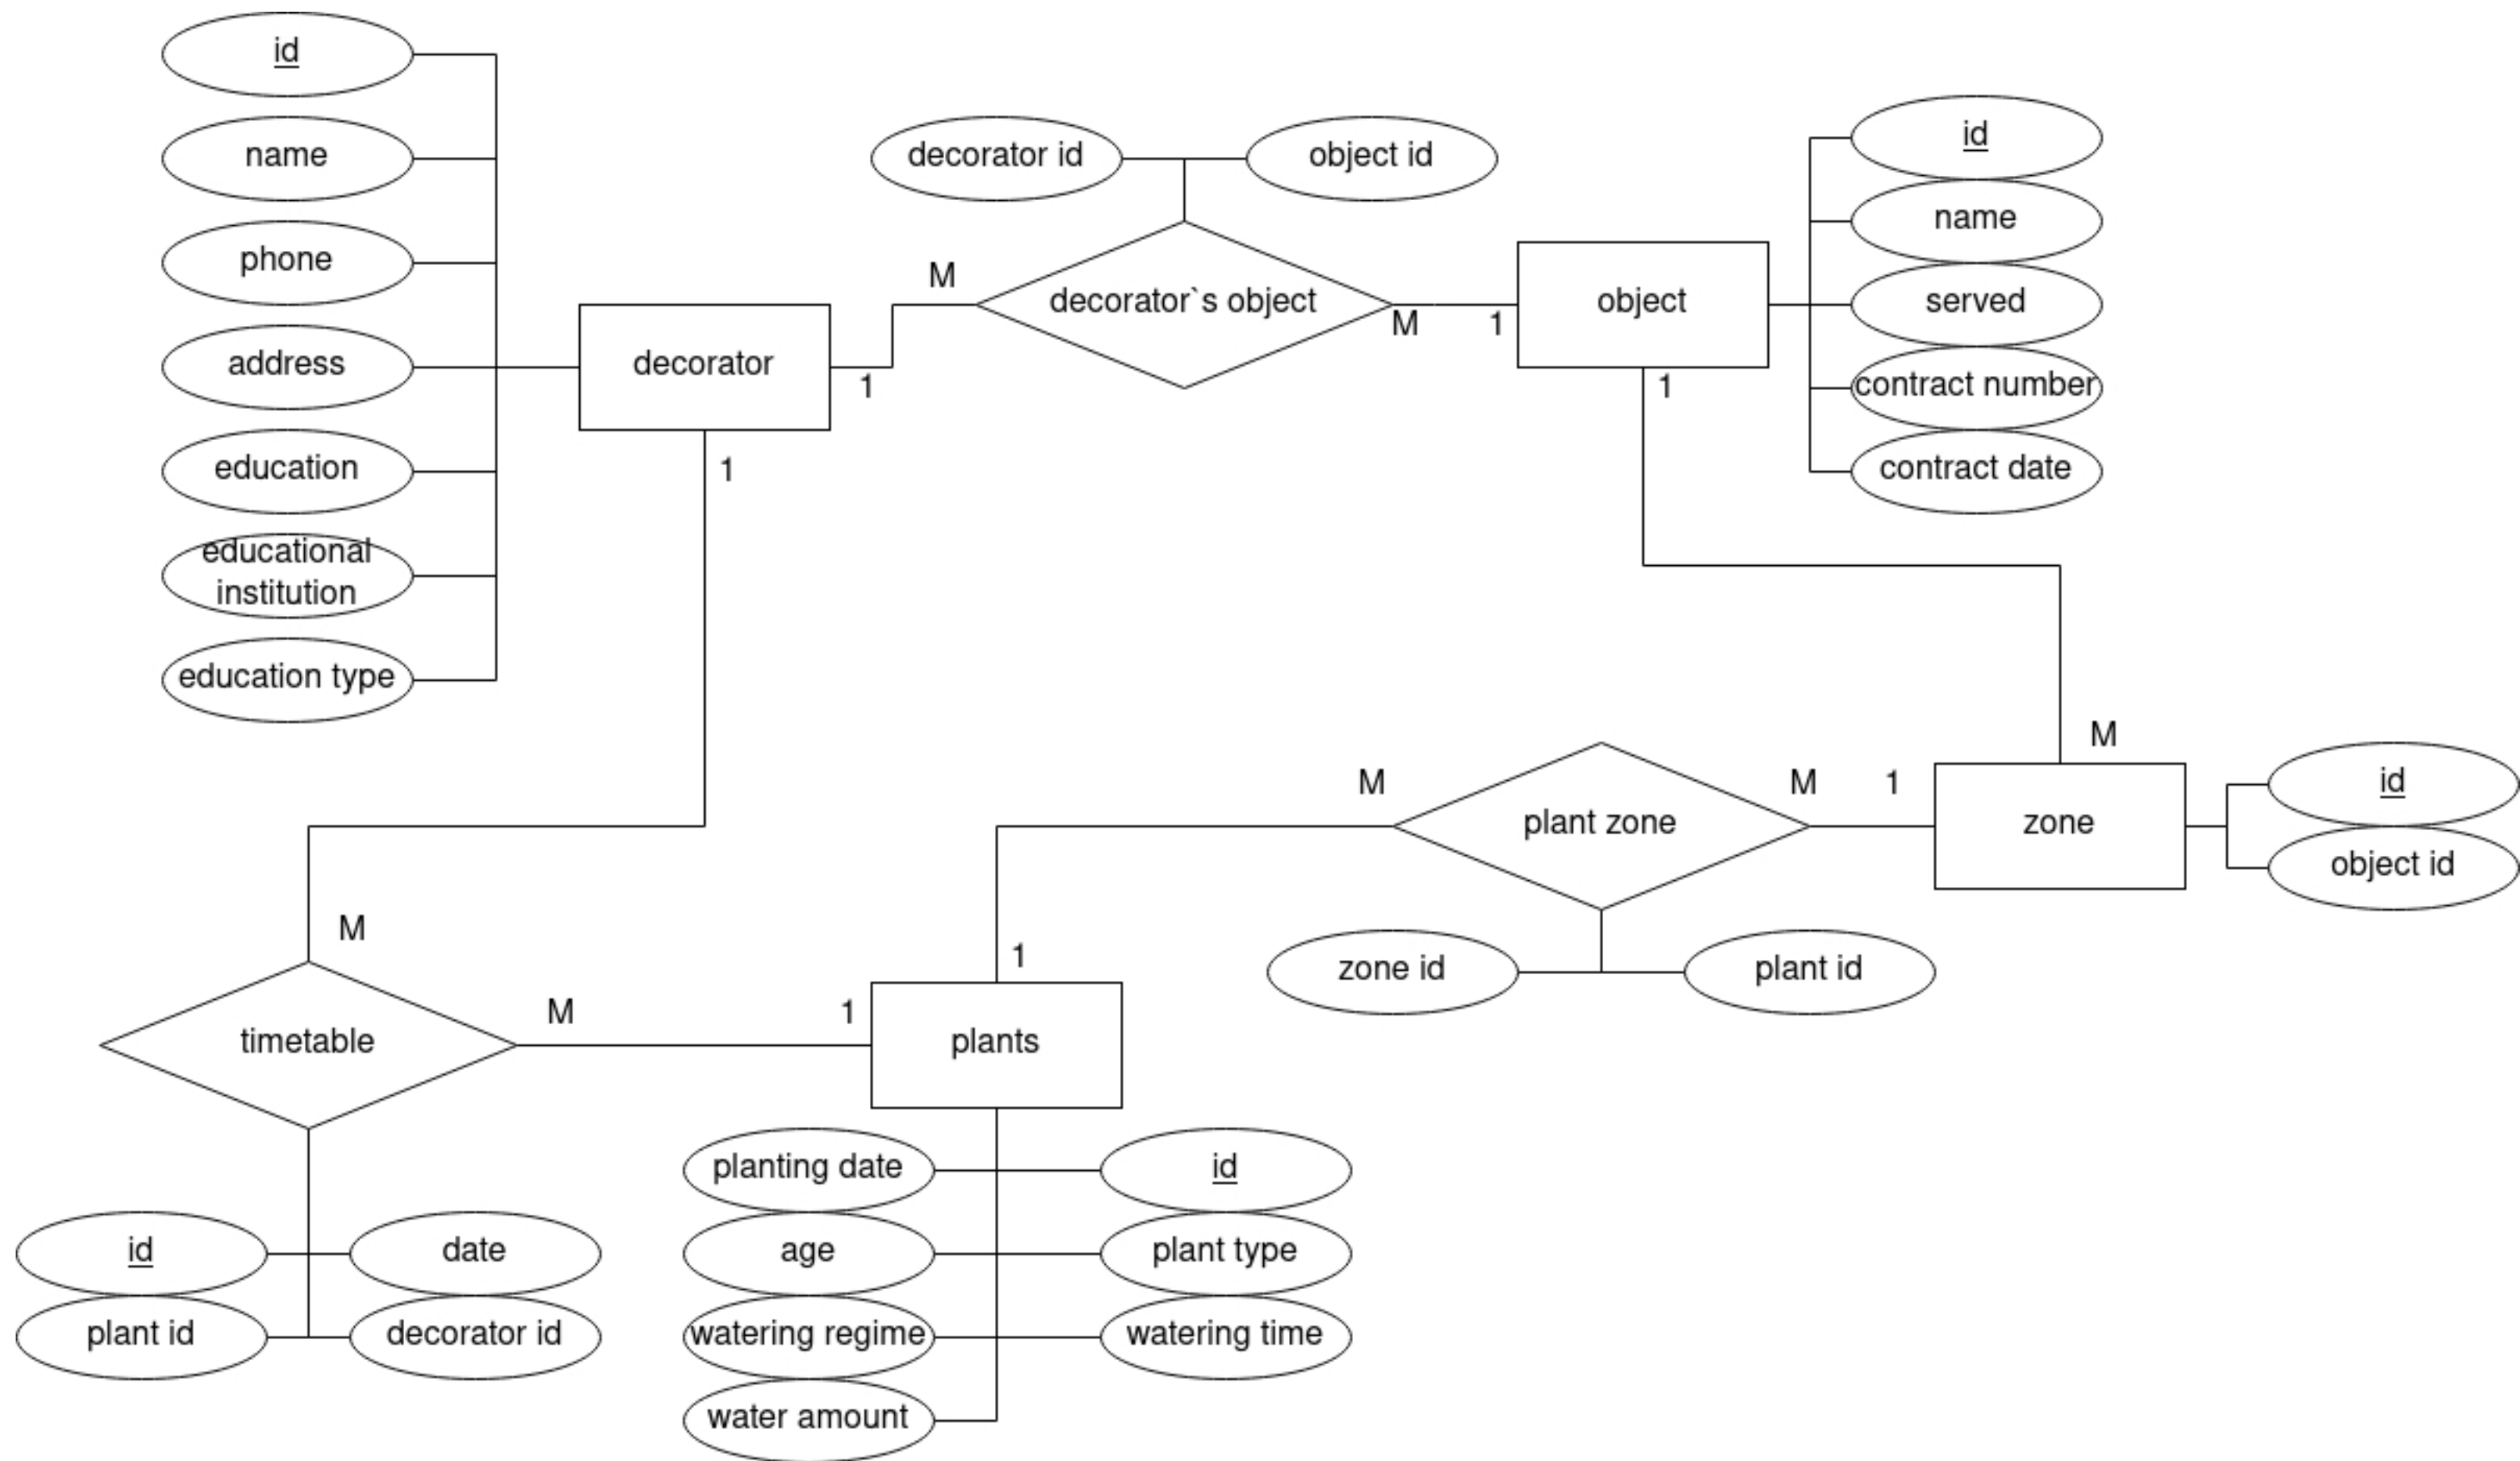 id
name
phone
address
education
educational
institution
education type
decorator
1
1
M
decorator id
object id
decorator`s object
M
1
object
1
id
name
served
contract number
contract date
M
zone
id
object id
1
M
plant zone
M
zone id
plant id
1
plants
1
M
M
timetable
id
date
plant id
decorator id
planting date
id
age
plant type
watering regime
watering time
water amount